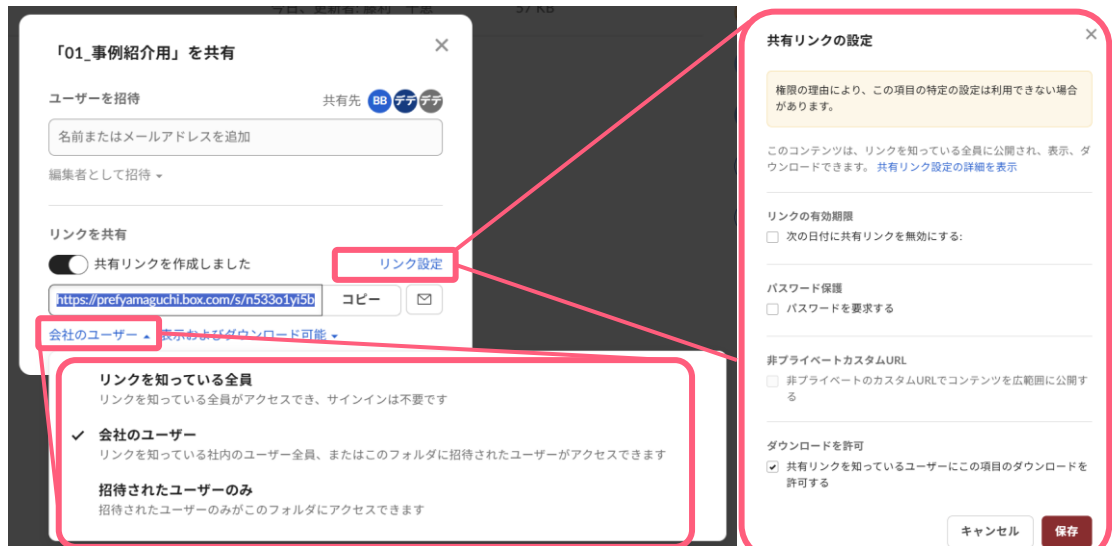 今日、更新者: 勝利 千恵 57 KB
「01_事例紹介用」を共有
ユーザーを招待
共有先 BB デデ デデ
名前またはメールアドレスを追加
編集者として招待
リンクを共有
共有リンクを作成しました
リンク設定
https://prefyamaguchi.box.com/s/n533o1yi5b
コピー
会社のユーザー 表示およびダウンロード可能
リンクを知っている全員
リンクを知っている全員がアクセスでき、サインインは不要です
会社のユーザー
リンクを知っている社内のユーザー全員、またはこのフォルダに招待されたユーザーがアクセスできます
招待されたユーザーのみ
招待されたユーザーのみがこのフォルダにアクセスできます
共有リンクの設定
権限の理由により、この項目の特定の設定は利用できない場合
があります。
このコンテンツは、リンクを知っている全員に公開され、表示、ダ
ウンロードできます。 共有リンク設定の詳細を表示
リンクの有効期限
次の日付に共有リンクを無効にする:
パスワード保護
パスワードを要求する
非プライベートカスタムURL
非プライベートのカスタムURLでコンテンツを広範囲に公開す
る
ダウンロードを許可
共有リンクを知っているユーザーにこの項目のダウンロードを
許可する
キャンセル
保存